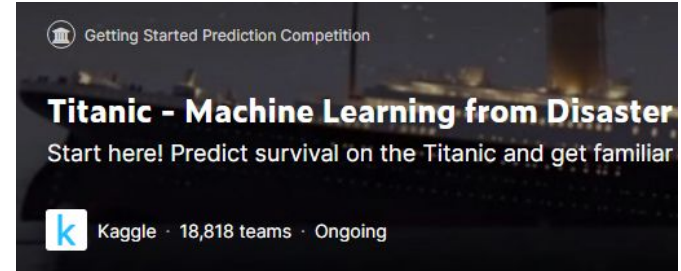 Getting Started Prediction Competition
Titanic - Machine Learning from Disaster
Start here! Predict survival on the Titanic and get familiar
k Kaggle · 18,818 teams · Ongoing